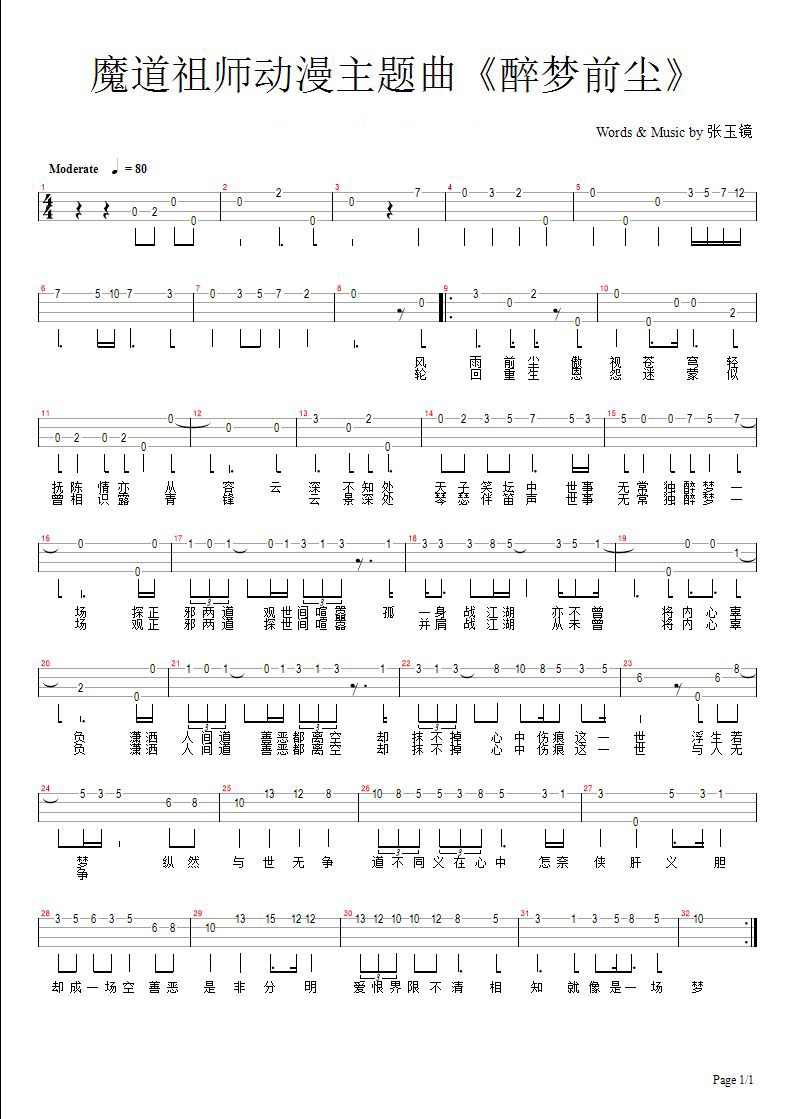 魔道祖师动漫主题曲《醉梦前尘》
Words & Music by 张玉镜
Moderate = 80
1 4/4 0 2 0 0 2 0 2 0 3 0 7 4 0 3 2 0 5 0 0 0 3 5 7 12
6 7 5 10 7 3 7 0 3 5 7 2 8 0 0 9 3 0 2 0 10 0 0 0 0 2
风 雨 前 尘 傲 视 苍 穹 轻
轮 回 重 生 恩 怨 迷 蒙 似
11 0 2 0 2 0 0 12 0 0 13 3 0 2 0 14 0 2 3 5 7 5 3 15 5 0 0 7 5 7
抚 陈 情 亦 从 容 云 深 不 知 处 天 子 笑 坛 中 世 事 无 常 独 醉 梦 一
曾 相 识 露 青 锋 云 景 深 处 琴 瑟 伴 笛 声 世 事 无 常 独 醉 梦 一
16 0 0 0 17 1 0 1 0 1 3 1 3 1 18 3 3 3 8 5 3 5 1 19 0 0 0 1
场 探 正 邪 两 道 观 世 间 喧 嚣 孤 一 身 战 江 湖 亦 不 曾 将 内 心 辜
场 观 正 邪 两 道 探 世 间 喧 嚣 并 肩 战 江 湖 从 未 曾 将 内 心 辜
20 2 0 0 21 1 0 1 0 3 1 3 1 22 3 1 3 8 10 8 5 3 5 23 6 0 6 8
负 潇 洒 人 间 道 善 恶 都 离 空 却 抹 不 掉 心 中 伤 痕 这 一 世 浮 生 若
负 潇 洒 人 间 道 善 恶 都 离 空 却 抹 不 掉 心 中 伤 痕 这 一 世 与 人 无
24 5 3 5 6 8 25 10 13 12 8 26 10 8 5 5 3 8 5 3 1 27 3 0 5 3 1
梦 纵 然 与 世 无 争 道 不 同 义 在 心 中 怎 奈 侠 肝 义 胆
争
28 3 5 6 3 5 6 8 29 10 13 15 12 12 30 13 12 10 10 12 8 5 31 3 1 3 5 8 5 32 10
却 成 一 场 空 善 恶 是 非 分 明 爱 恨 界 限 不 清 相 知 就 像 是 一 场 梦
Page 1/1